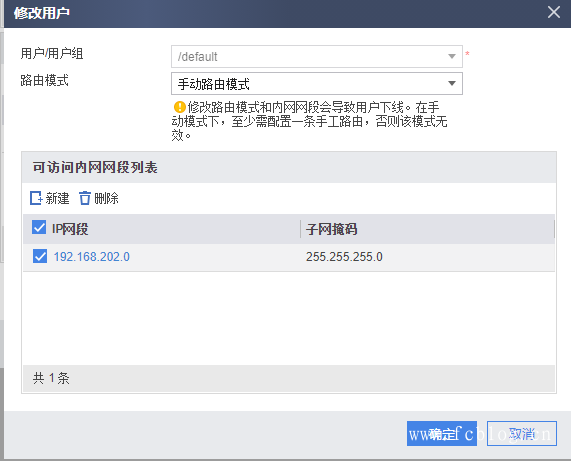 修改用户
用户/用户组
/default
*
路由模式
手动路由模式
修改路由模式和内网网段会导致用户下线。在手
动模式下，至少需配置一条手工路由，否则该模式无
效。
可访问内网网段列表
新建 删除
IP网段 子网掩码
192.168.202.0 255.255.255.0
共 1 条
确定 取消
www.fcblog.cn